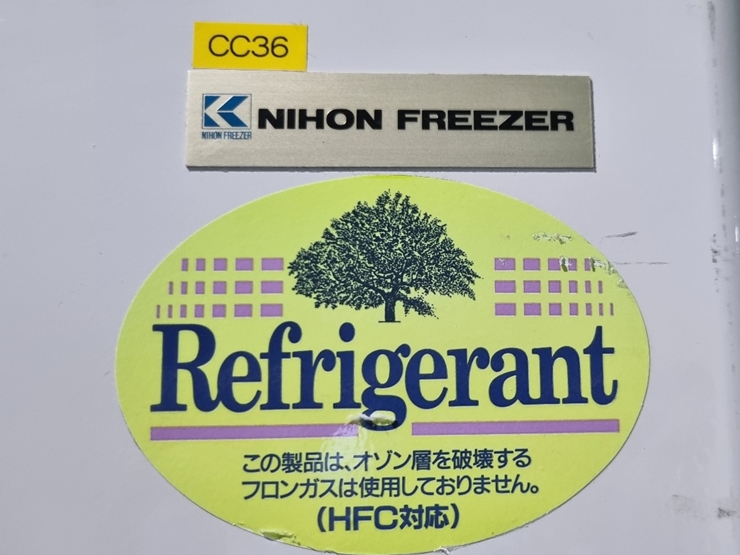 CC36
NIHON FREEZER
NIHON FREEZER
Refrigerant
この製品は、オゾン層を破壊する
フロンガスは使用しておりません。
(HFC対応)